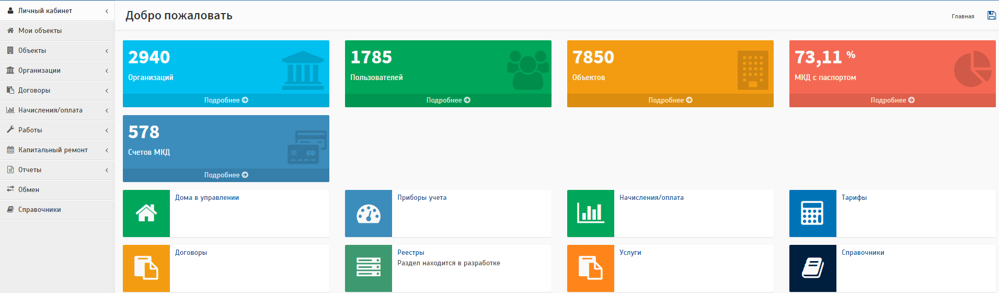 Личный кабинет
Мои объекты
Объекты
Организации
Договоры
Начисления/оплата
Работы
Капитальный ремонт
Отчеты
Обмен
Справочники
Добро пожаловать
Главная
2940
Организаций
Подробнее
1785
Пользователей
Подробнее
7850
Объектов
Подробнее
73,11 %
МКД с паспортом
Подробнее
578
Счетов МКД
Подробнее
Дома в управлении
Приборы учета
Начисления/оплата
Тарифы
Договоры
Реестры
Раздел находится в разработке
Услуги
Справочники